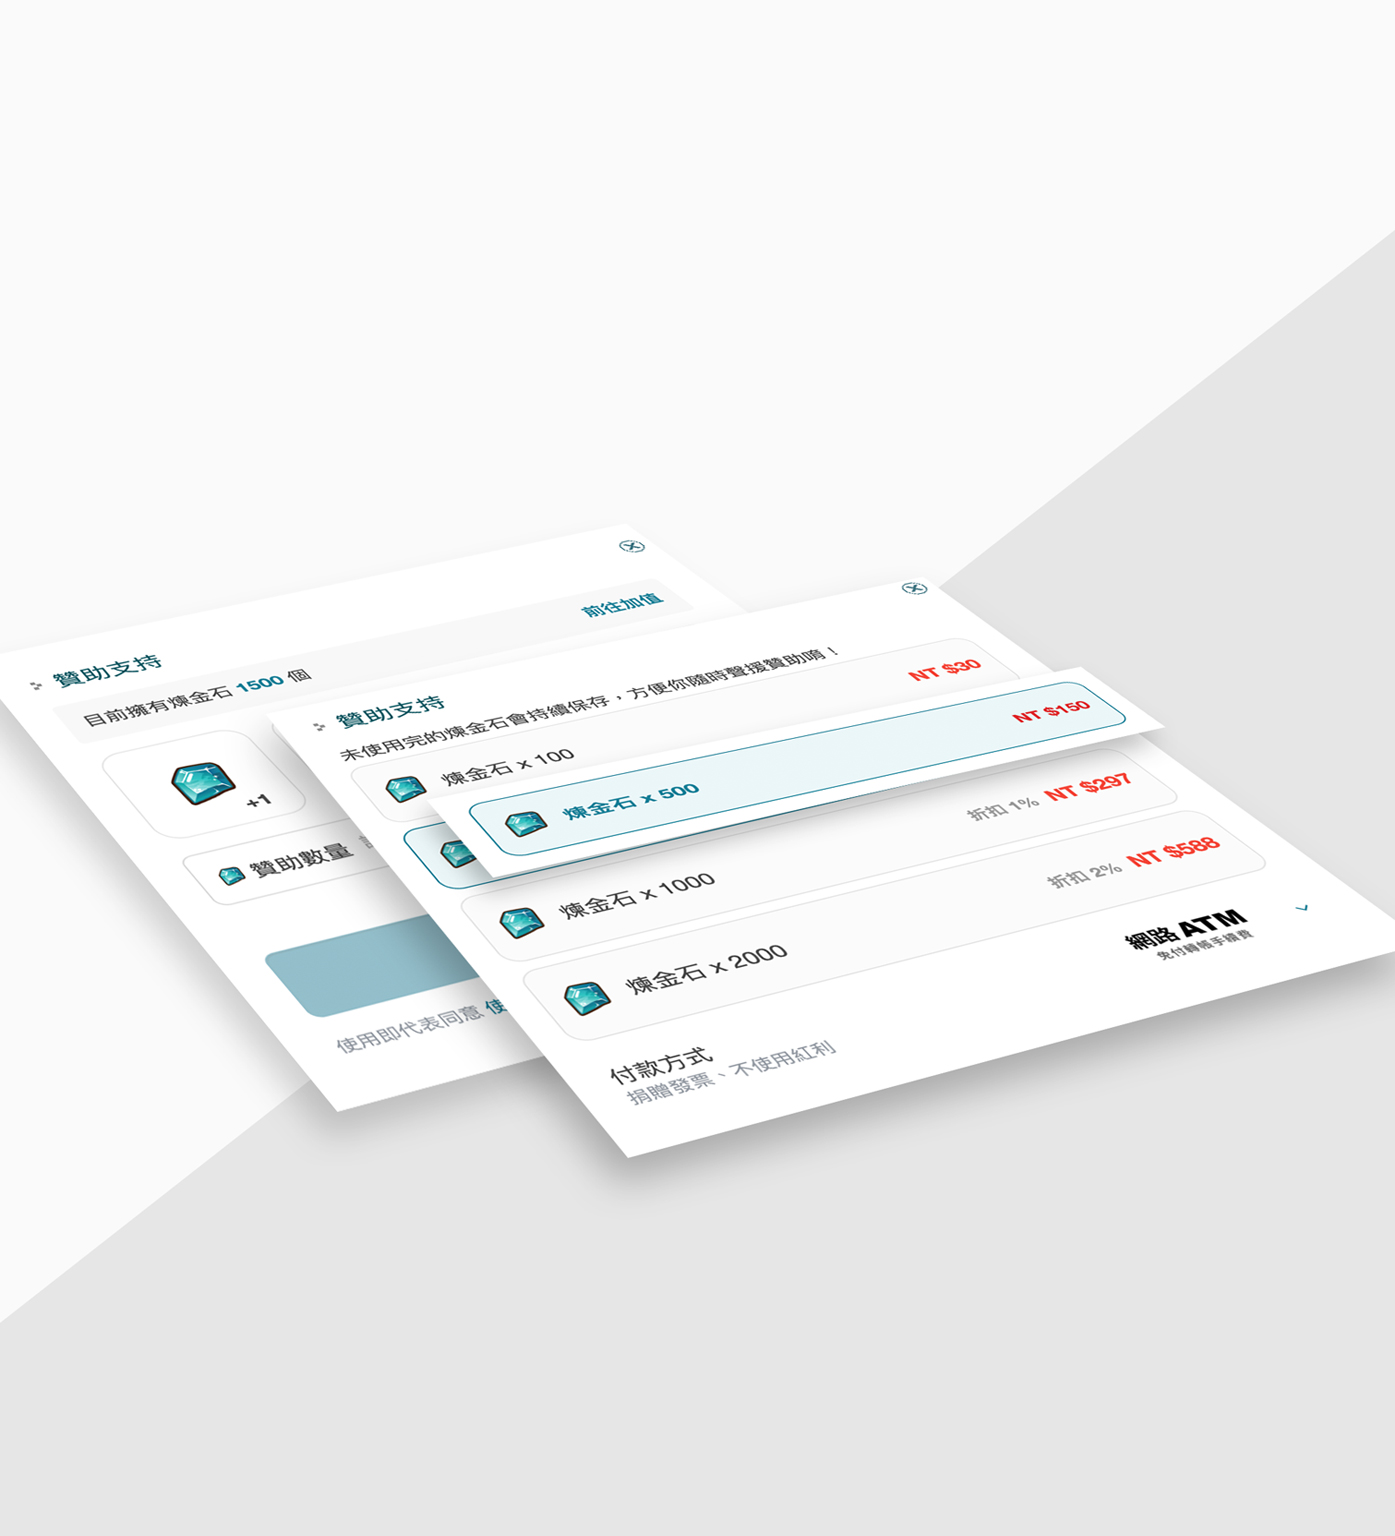 贊助支持
目前擁有煉金石 1500 個
前往加值
+1
贊助數量
使用即代表同意
贊助支持
未使用完的煉金石會持續保存，方便你隨時聲援贊助唷！
煉金石 x 100
NT $30
煉金石 x 500
NT $150
煉金石 x 1000
折扣 1% NT $297
煉金石 x 2000
折扣 2% NT $588
付款方式
捐贈發票、不使用紅利
網路 ATM
免付轉帳手續費